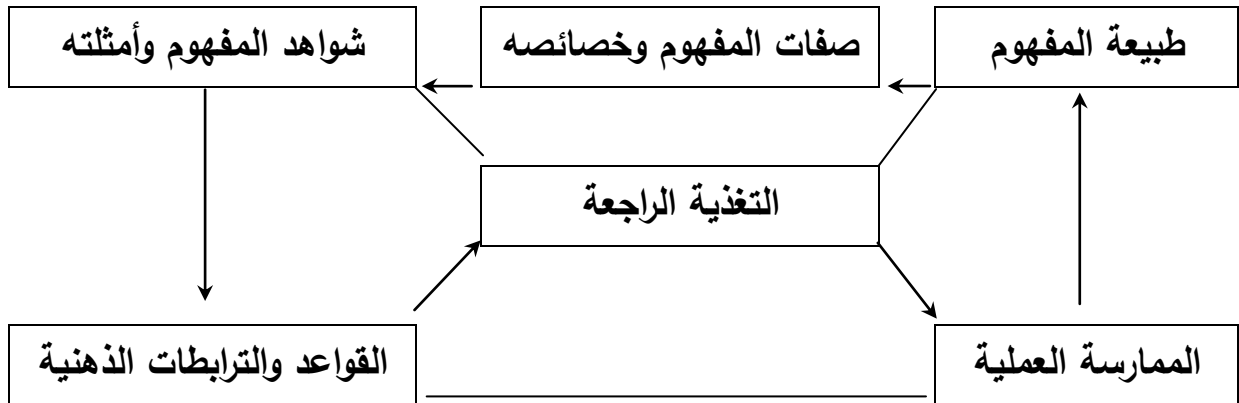 طبيعة المفهوم
صفات المفهوم وخصائصه
شواهد المفهوم وأمثلته
التغذية الراجعة
الممارسة العملية
القواعد والترابطات الذهنية